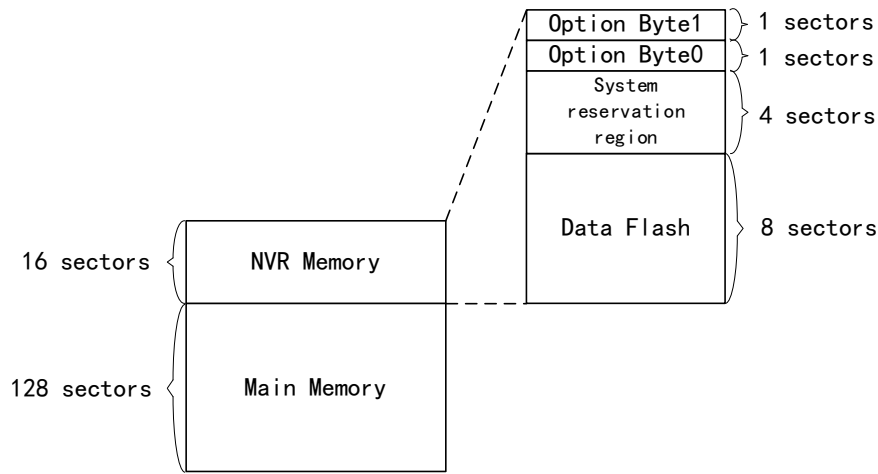 Option Byte1
1 sectors
Option Byte0
1 sectors
System
reservation
region
4 sectors
Data Flash
8 sectors
16 sectors
NVR Memory
128 sectors
Main Memory